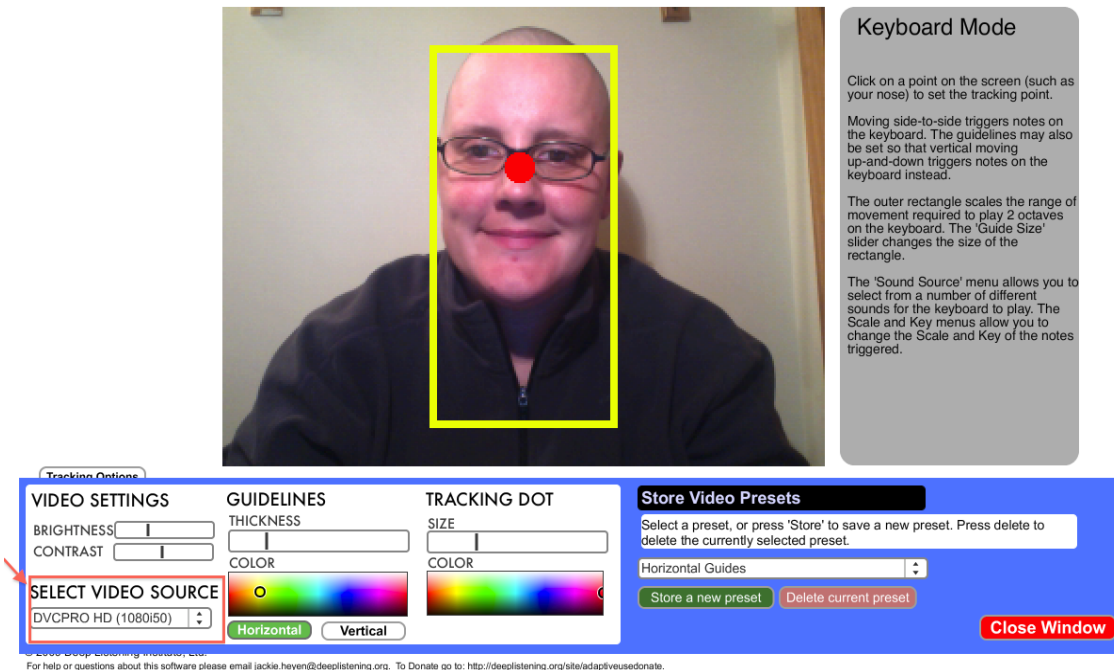 Keyboard Mode
Click on a point on the screen (such as
your nose) to set the tracking point.
Moving side-to-side triggers notes on
the keyboard. The guidelines may also
be set so that vertical moving
up-and-down triggers notes on the
keyboard instead.
The outer rectangle scales the range of
movement required to play 2 octaves
on the keyboard. The 'Guide Size'
slider changes the size of the
rectangle.
The 'Sound Source' menu allows you to
select from a number of different
sounds for the keyboard to play. The
Scale and Key menus allow you to
change the Scale and Key of the notes
triggered.
Tracking Options
VIDEO SETTINGS
BRIGHTNESS
CONTRAST
SELECT VIDEO SOURCE
DVCPRO HD (1080i50)
GUIDELINES
THICKNESS
COLOR
Horizontal
Vertical
TRACKING DOT
SIZE
COLOR
Store Video Presets
Select a preset, or press 'Store' to save a new preset. Press delete to
delete the currently selected preset.
Horizontal Guides
Store a new preset
Delete current preset
Close Window
Deep Listening Institute, Ltd.
For help or questions about this software please email jackie.heyen@deeplistening.org. To Donate go to: http://deeplistening.org/site/adaptiveusedonate.